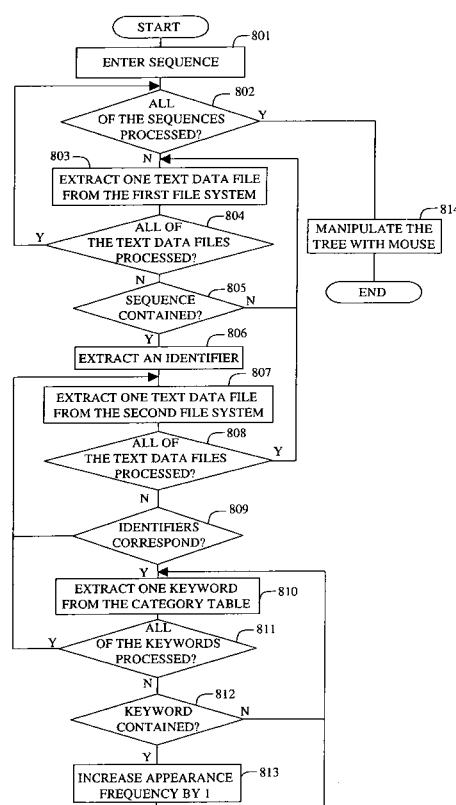 START
801
ENTER SEQUENCE
802
ALL
OF THE SEQUENCES
PROCESSED?
Y
N
803
EXTRACT ONE TEXT DATA FILE
FROM THE FIRST FILE SYSTEM
804
ALL OF
THE TEXT DATA FILES
PROCESSED?
Y
N
814
MANIPULATE THE
TREE WITH MOUSE
END
805
SEQUENCE
CONTAINED?
N
Y
806
EXTRACT AN IDENTIFIER
807
EXTRACT ONE TEXT DATA FILE
FROM THE SECOND FILE SYSTEM
808
ALL OF
THE TEXT DATA FILES
PROCESSED?
Y
N
809
IDENTIFIERS
CORRESPOND?
Y
EXTRACT ONE KEYWORD
FROM THE CATEGORY TABLE
810
ALL
OF THE KEYWORDS
PROCESSED?
811
Y
N
812
KEYWORD
CONTAINED?
N
Y
813
INCREASE APPEARANCE
FREQUENCY BY 1